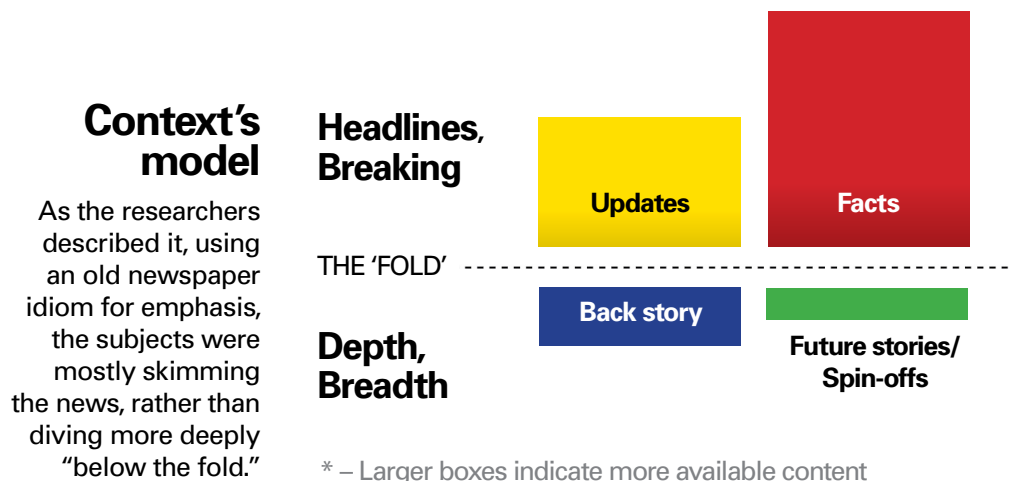 Context’s
model
As the researchers
described it, using
an old newspaper
idiom for emphasis,
the subjects were
mostly skimming
the news, rather than
diving more deeply
“below the fold.”
Headlines,
Breaking
Updates
Facts
THE ‘FOLD’
Depth,
Breadth
Back story
Future stories/
Spin-offs
* – Larger boxes indicate more available content